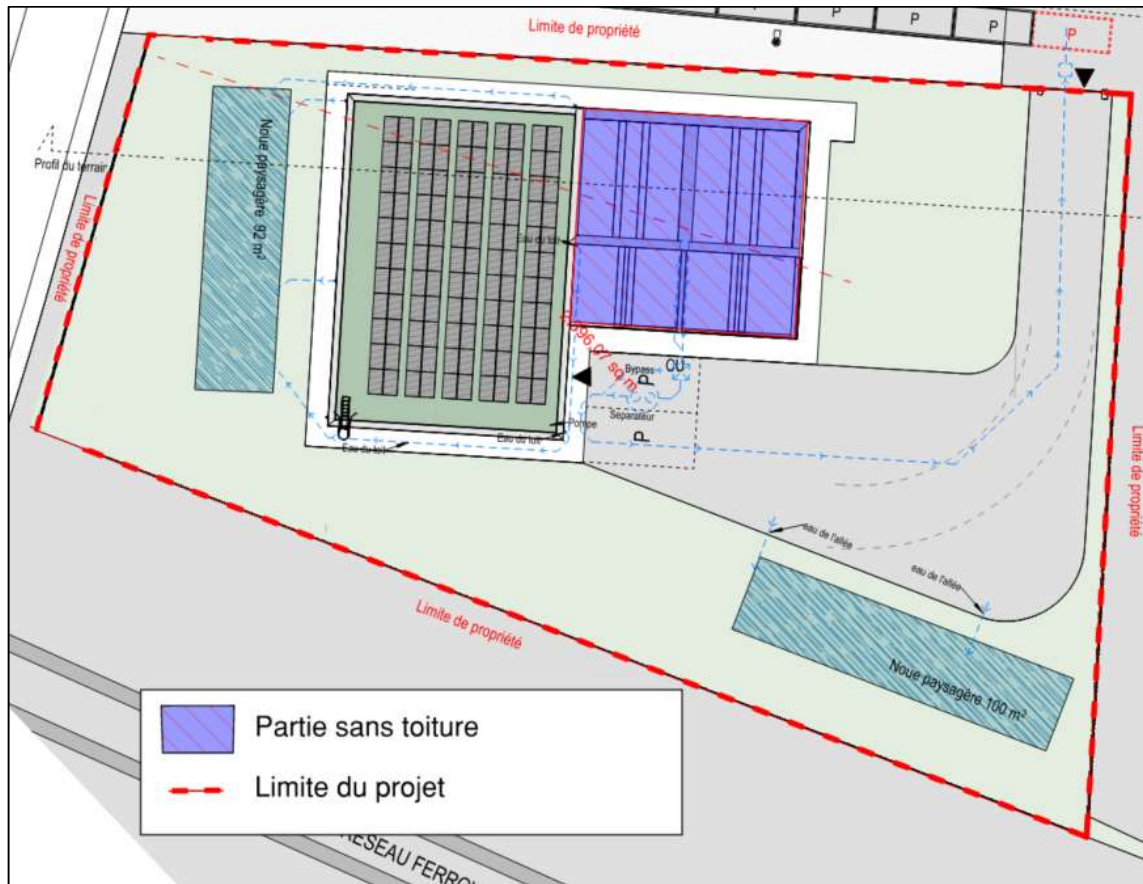 P
P
P
P
P
Limite de propriété
Profil du terrain
Noue paysagère 92 m²
Limite de propriété
Eau du toit
Bypass
P
Séparateur
P
Pompe
Eau du toit
Eau du toit
Limite de propriété
eau de l'allée
eau de l'allée
Limite de propriété
Noue paysagère 100 m²
Partie sans toiture
Limite du projet